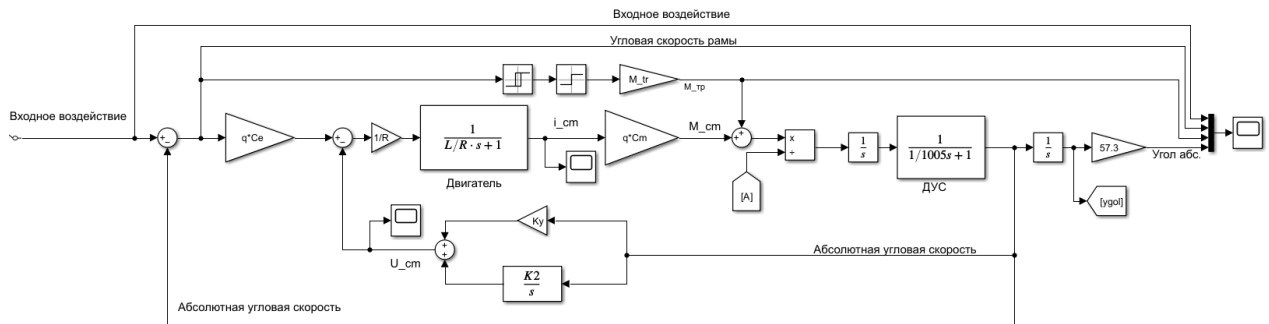 Входное воздействие
Угловая скорость рамы
M_tr
М_тр
Входное воздействие
+
−
q*Ce
+
−
1/R
1
L/R · s + 1
Двигатель
i_cm
q*Cm
M_cm
+
+
x
÷
[A]
1
s
1
1/1005s + 1
ДУС
1
s
57.3
Угол абс.
[ygol]
Ky
+
+
U_cm
K2
s
Абсолютная угловая скорость
Абсолютная угловая скорость